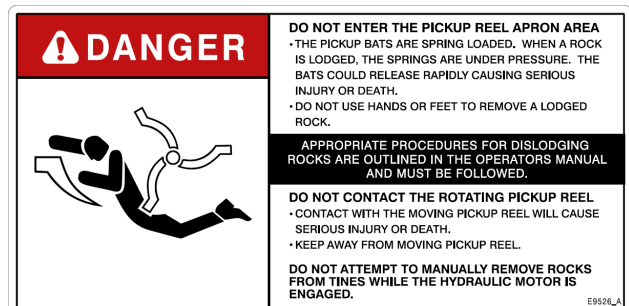 DANGER
DO NOT ENTER THE PICKUP REEL APRON AREA
• THE PICKUP BATS ARE SPRING LOADED. WHEN A ROCK
IS LODGED, THE SPRINGS ARE UNDER PRESSURE. THE
BATS COULD RELEASE RAPIDLY CAUSING SERIOUS
INJURY OR DEATH.
• DO NOT USE HANDS OR FEET TO REMOVE A LODGED
ROCK.
APPROPRIATE PROCEDURES FOR DISLODGING
ROCKS ARE OUTLINED IN THE OPERATORS MANUAL
AND MUST BE FOLLOWED.
DO NOT CONTACT THE ROTATING PICKUP REEL
• CONTACT WITH THE MOVING PICKUP REEL WILL CAUSE
SERIOUS INJURY OR DEATH.
• KEEP AWAY FROM MOVING PICKUP REEL.
DO NOT ATTEMPT TO MANUALLY REMOVE ROCKS
FROM TINES WHILE THE HYDRAULIC MOTOR IS
ENGAGED.
E9526_A